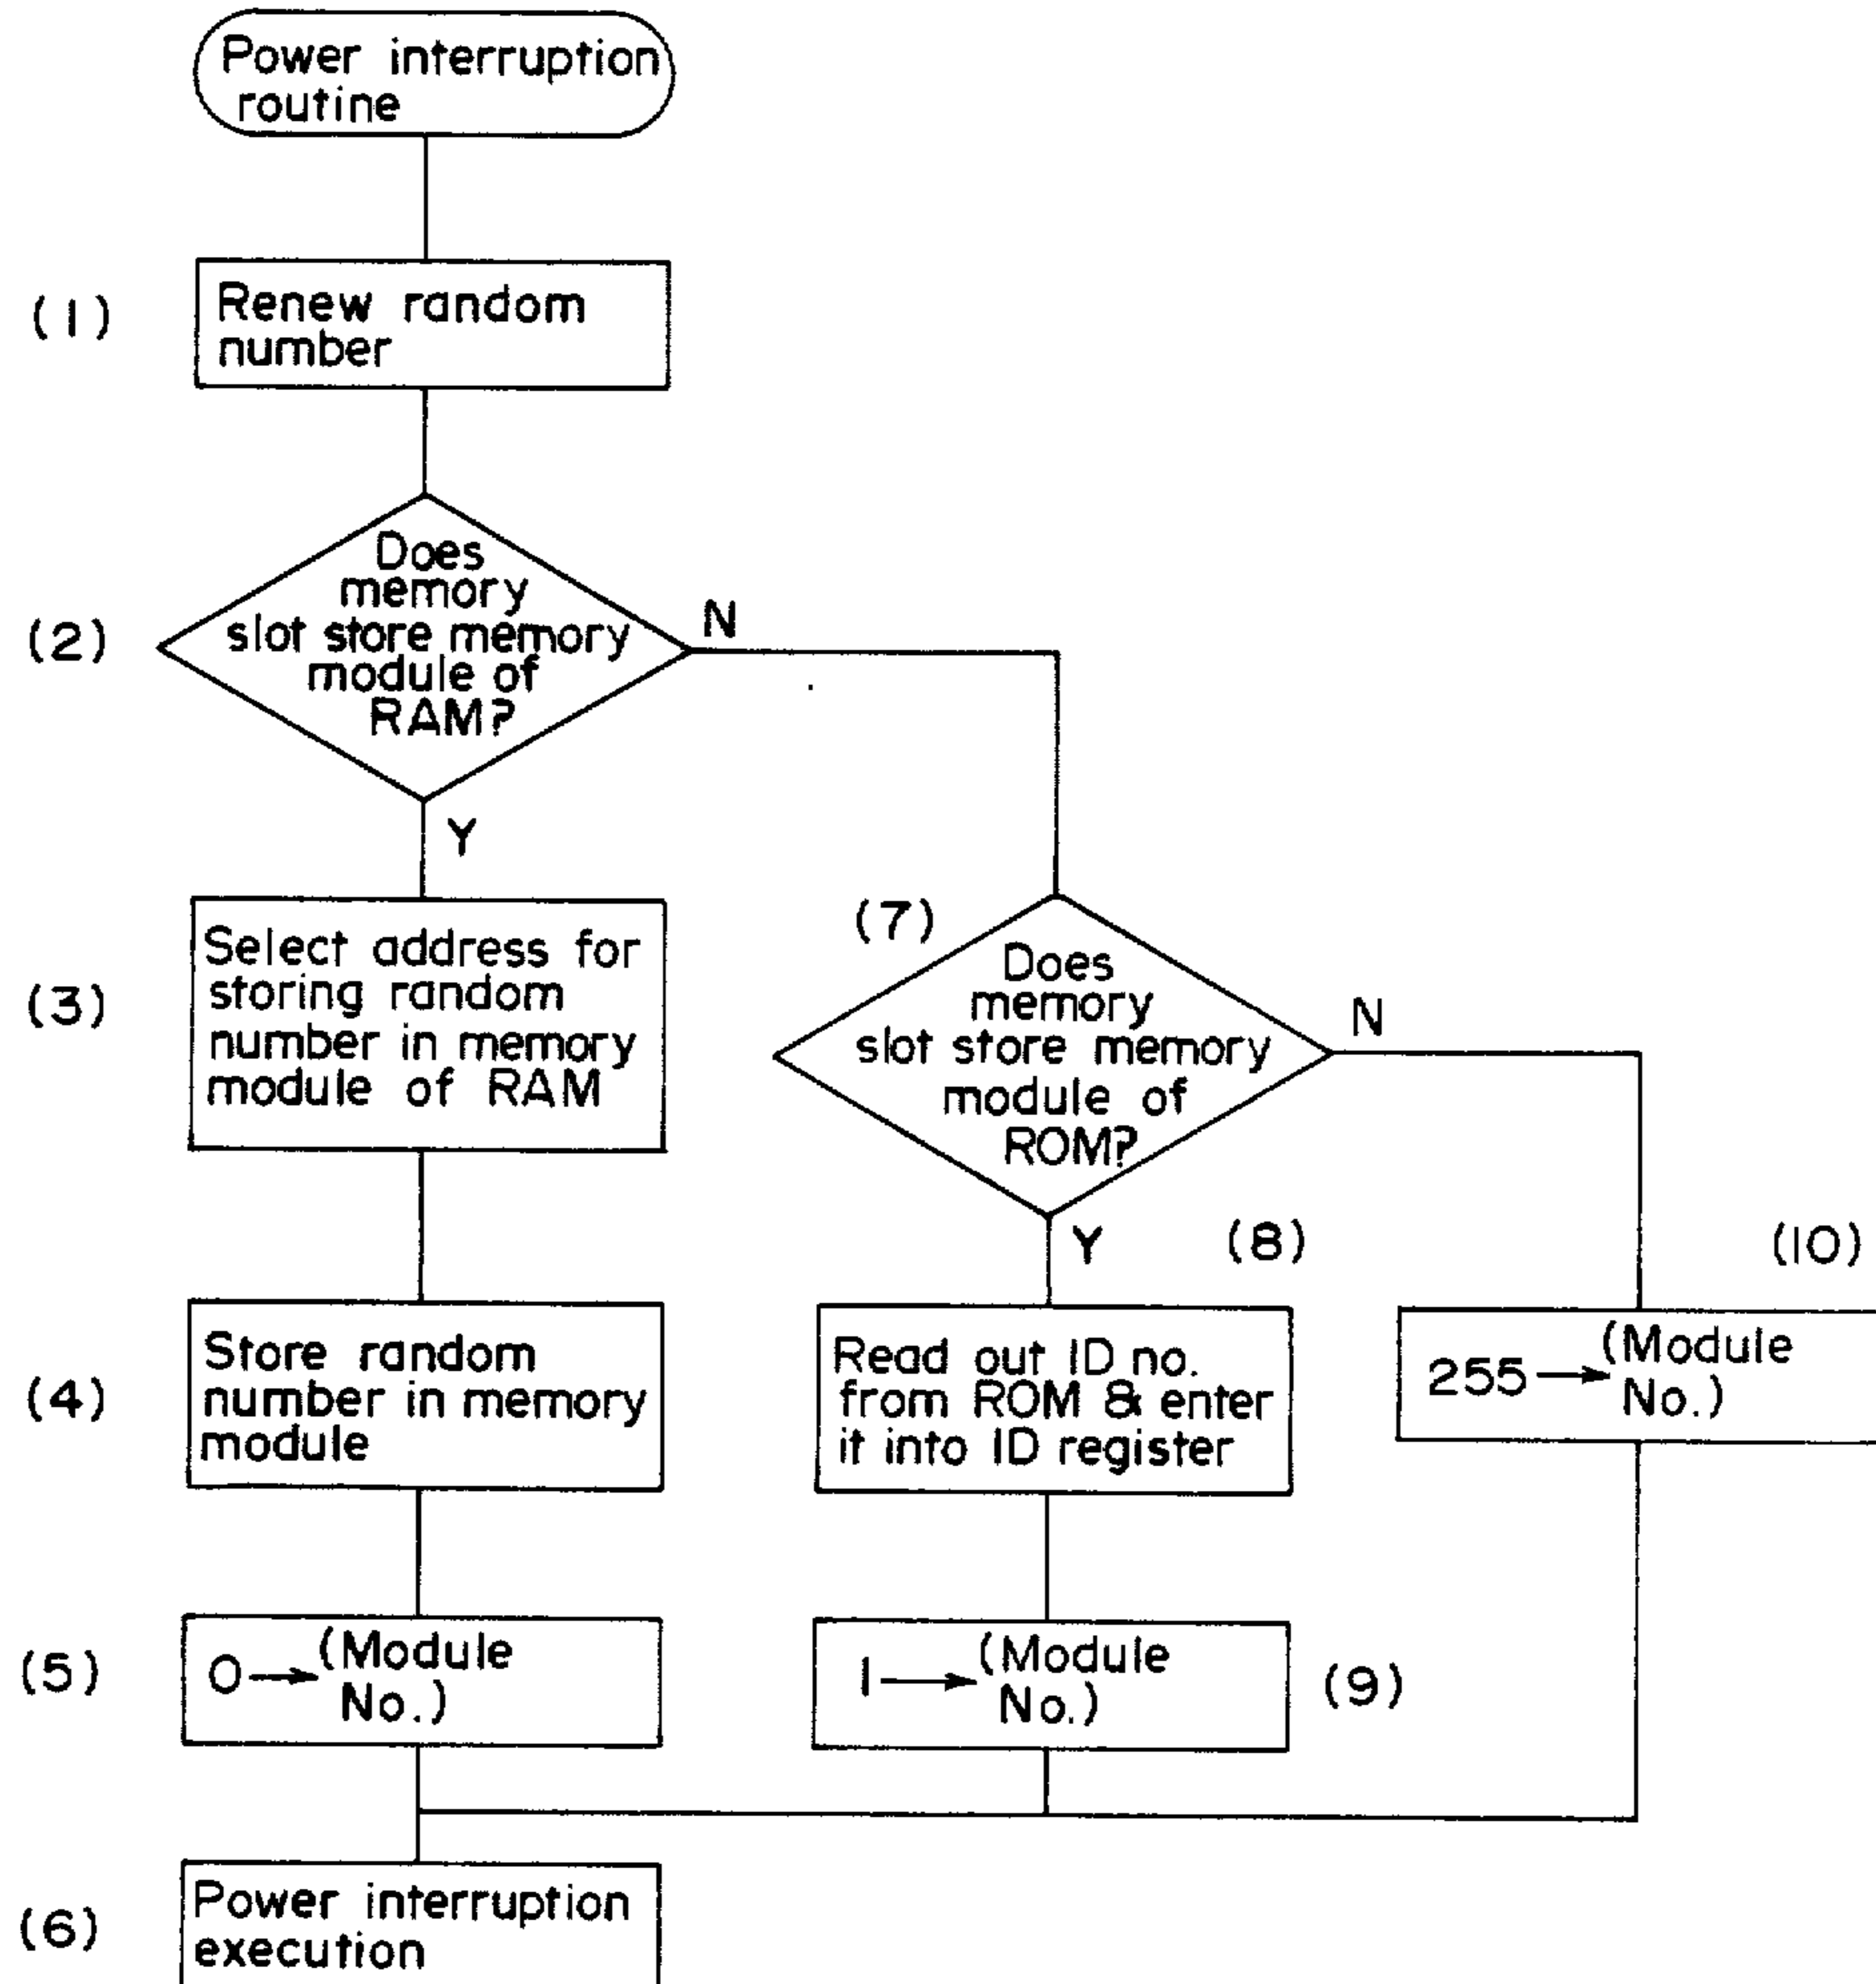 Power interruption
routine
(1)
Renew random
number
(2)
Does
memory
slot store memory
module of
RAM?
N
Y
(3)
Select address for
storing random
number in memory
module of RAM
(7)
Does
memory
slot store memory
module of
ROM?
N
Y
(4)
Store random
number in memory
module
(8)
Read out ID no.
from ROM & enter
it into ID register
(10)
255→(Module
No.)
(5)
0→(Module
No.)
1→(Module
No.)
(9)
(6)
Power interruption
execution